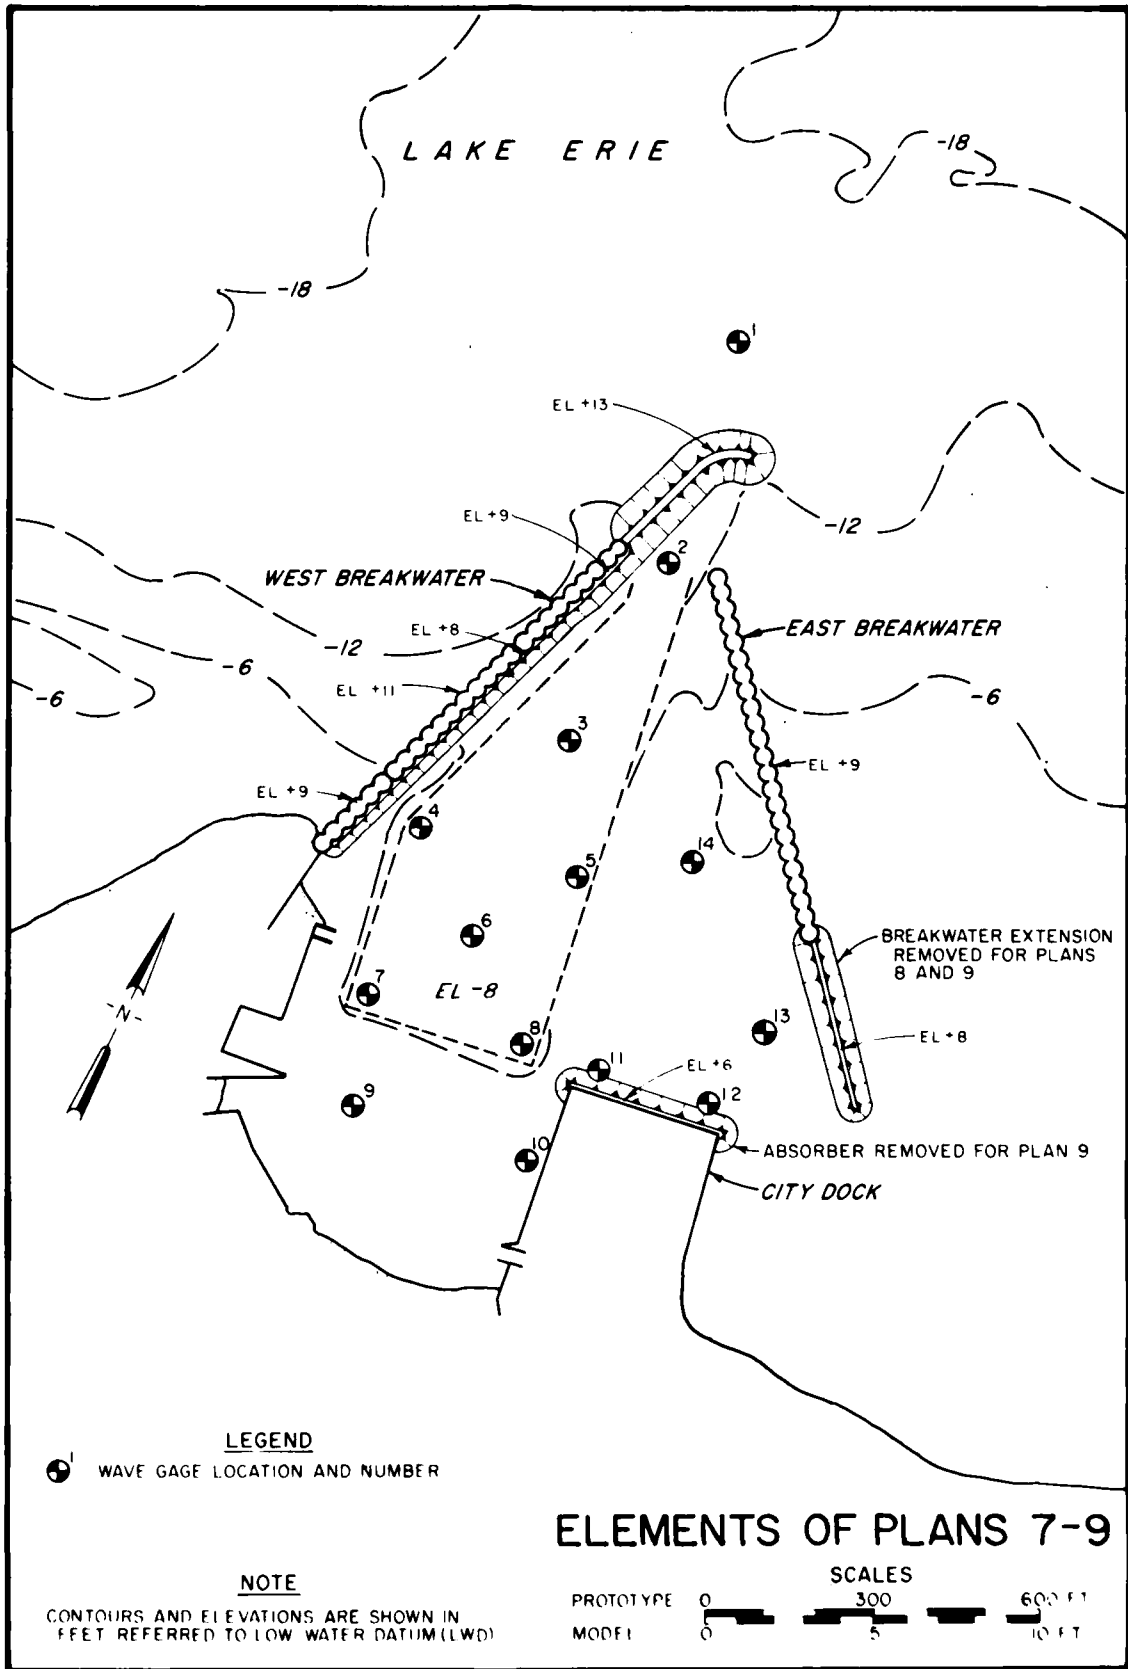 LAKE ERIE
-18
-18
1
EL +13
-12
EL +9
2
WEST BREAKWATER
EAST BREAKWATER
EL +8
-12
-6
EL +11
-6
-6
3
EL +9
EL +9
4
14
5
6
BREAKWATER EXTENSION
REMOVED FOR PLANS
8 AND 9
7
EL -8
-N-
8
13
EL +8
11
EL +6
9
12
10
ABSORBER REMOVED FOR PLAN 9
CITY DOCK
LEGEND
1
WAVE GAGE LOCATION AND NUMBER
ELEMENTS OF PLANS 7-9
NOTE
CONTOURS AND ELEVATIONS ARE SHOWN IN
FEET REFERRED TO LOW WATER DATUM (LWD)
SCALES
PROTOTYPE 0 300 600 FT
MODEL 0 5 10 FT